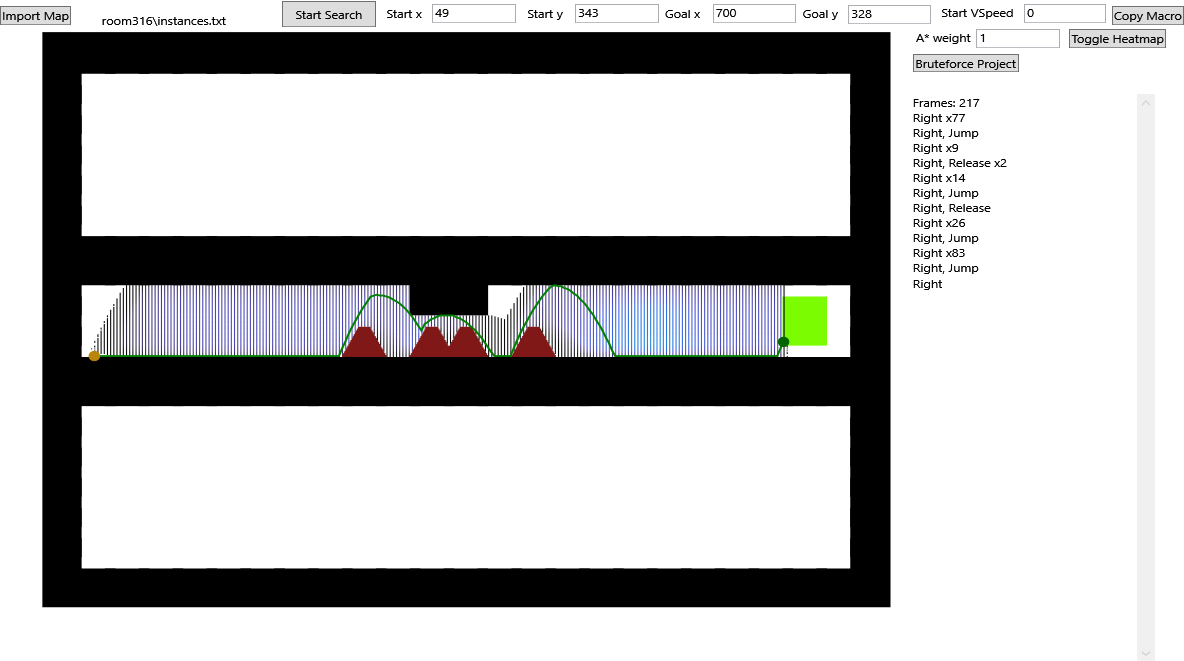 Import Map room316\instances.txt Start Search Start x 49 Start y 343 Goal x 700 Goal y 328 Start VSpeed 0 Copy Macro
A* weight 1 Toggle Heatmap
Bruteforce Project
Frames: 217
Right x77
Right, Jump
Right x9
Right, Release x2
Right x14
Right, Jump
Right, Release
Right x26
Right, Jump
Right x83
Right, Jump
Right